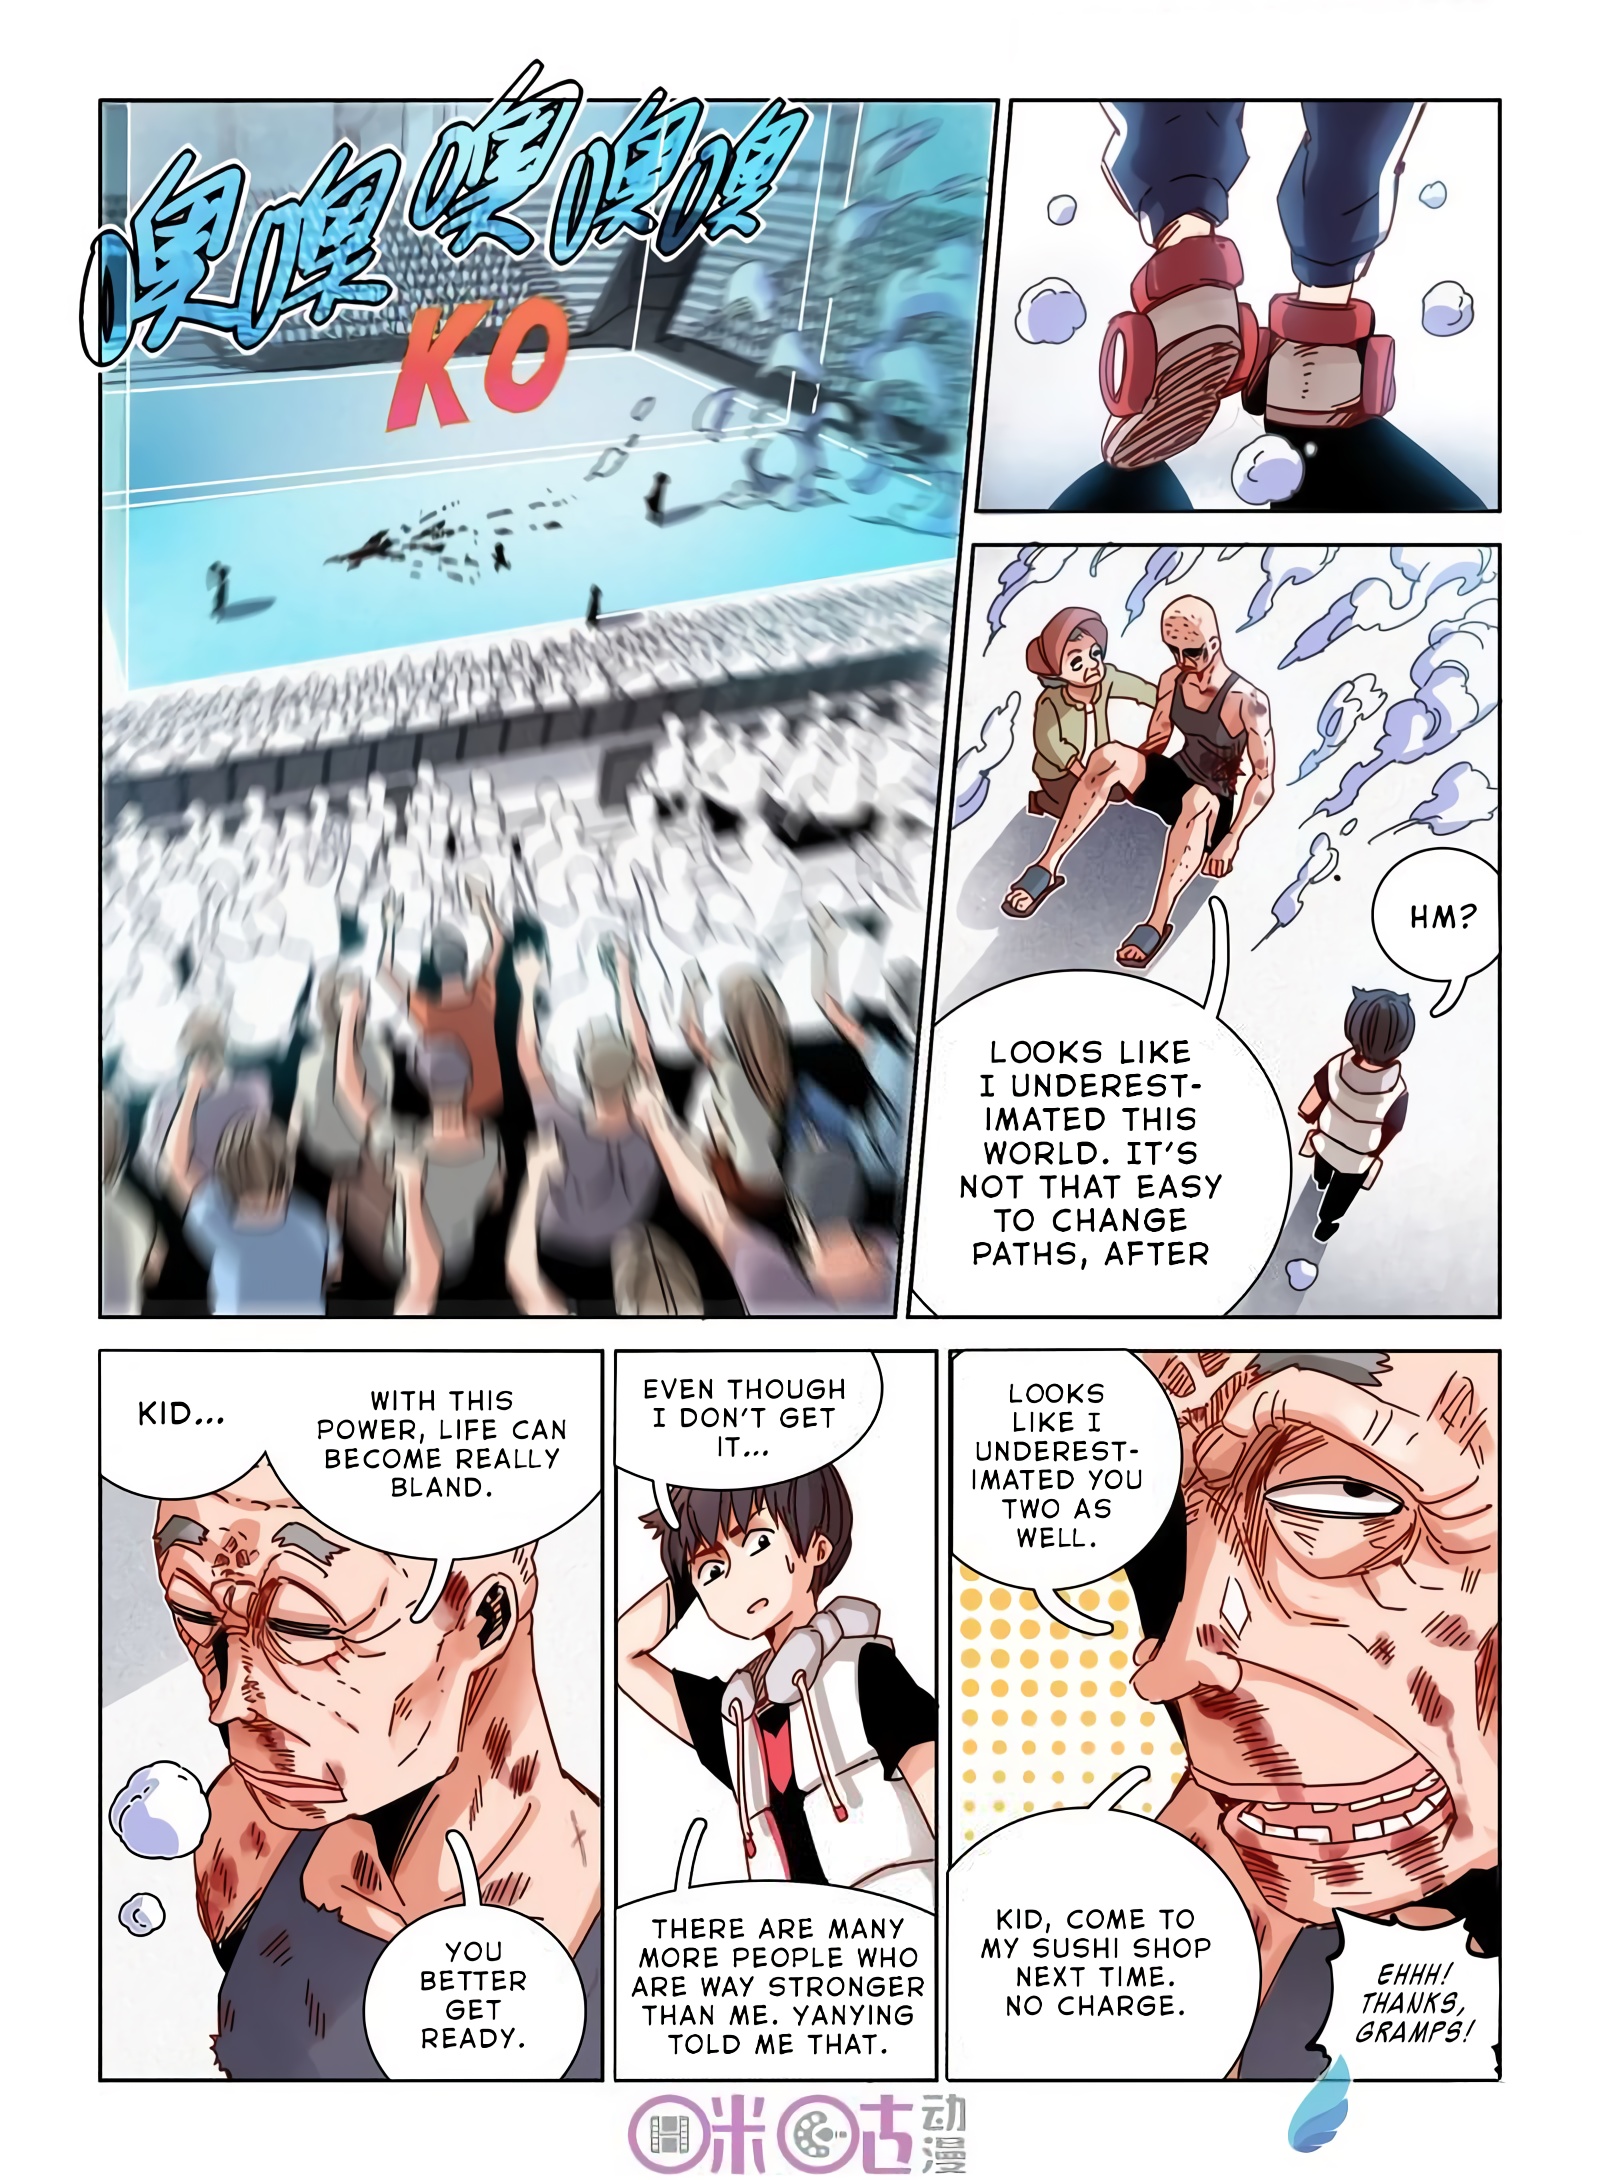 噢噢噢噢噢
KO
HM?
LOOKS LIKE
I UNDEREST-
IMATED THIS
WORLD. IT'S
NOT THAT EASY
TO CHANGE
PATHS, AFTER
KID...
WITH THIS
POWER, LIFE CAN
BECOME REALLY
BLAND.
YOU
BETTER
GET
READY.
EVEN THOUGH
I DON'T GET
IT...
THERE ARE MANY
MORE PEOPLE WHO
ARE WAY STRONGER
THAN ME. YANYING
TOLD ME THAT.
LOOKS
LIKE I
UNDEREST-
IMATED YOU
TWO AS
WELL.
KID, COME TO
MY SUSHI SHOP
NEXT TIME.
NO CHARGE.
EHHH!
THANKS,
GRAMPS!
咪咕动漫